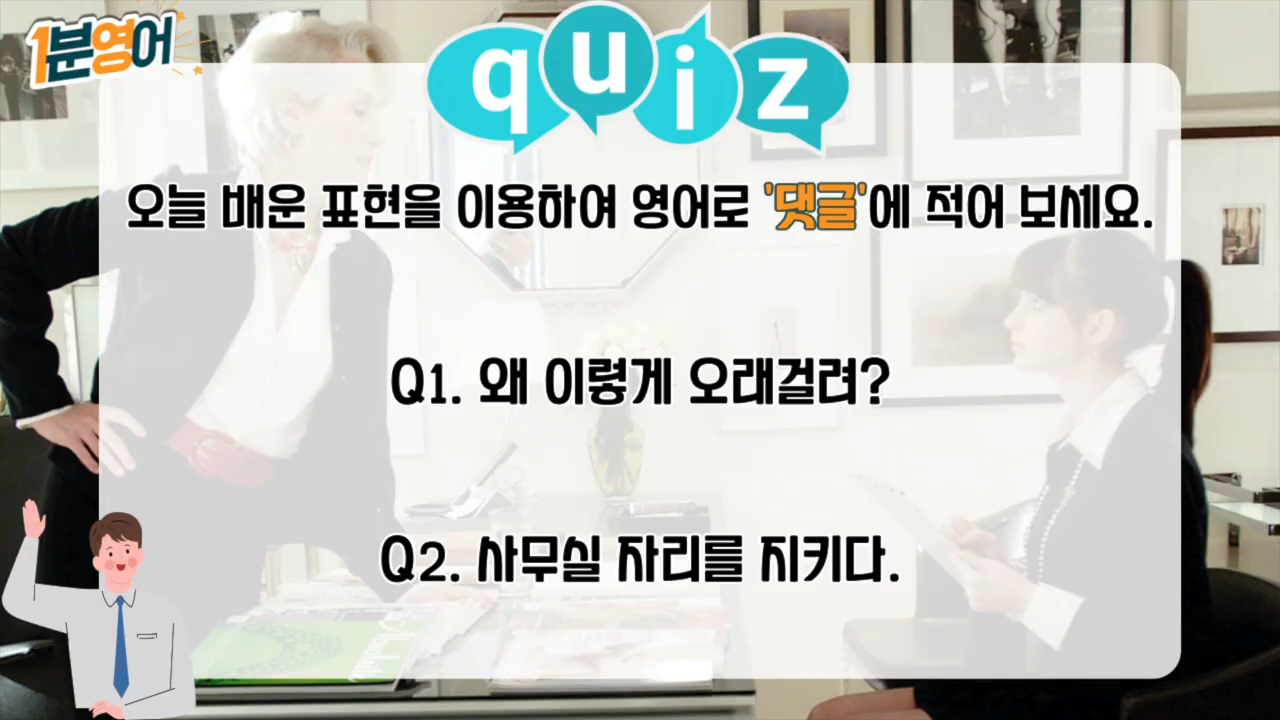 1분영어
quiz
오늘 배운 표현을 이용하여 영어로 '댓글'에 적어 보세요.
Q1. 왜 이렇게 오래걸려?
Q2. 사무실 자리를 지키다.